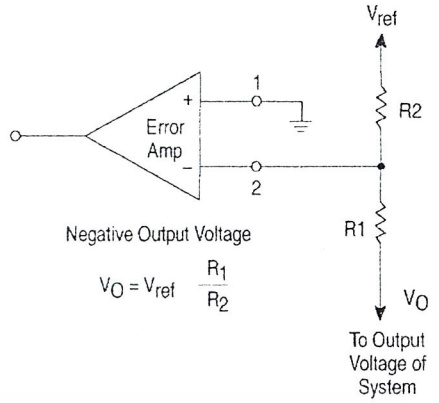 Vref
1
+
Error
Amp
R2
-
2
Negative Output Voltage
R1
VO = Vref R1
R2
VO
To Output
Voltage of
System